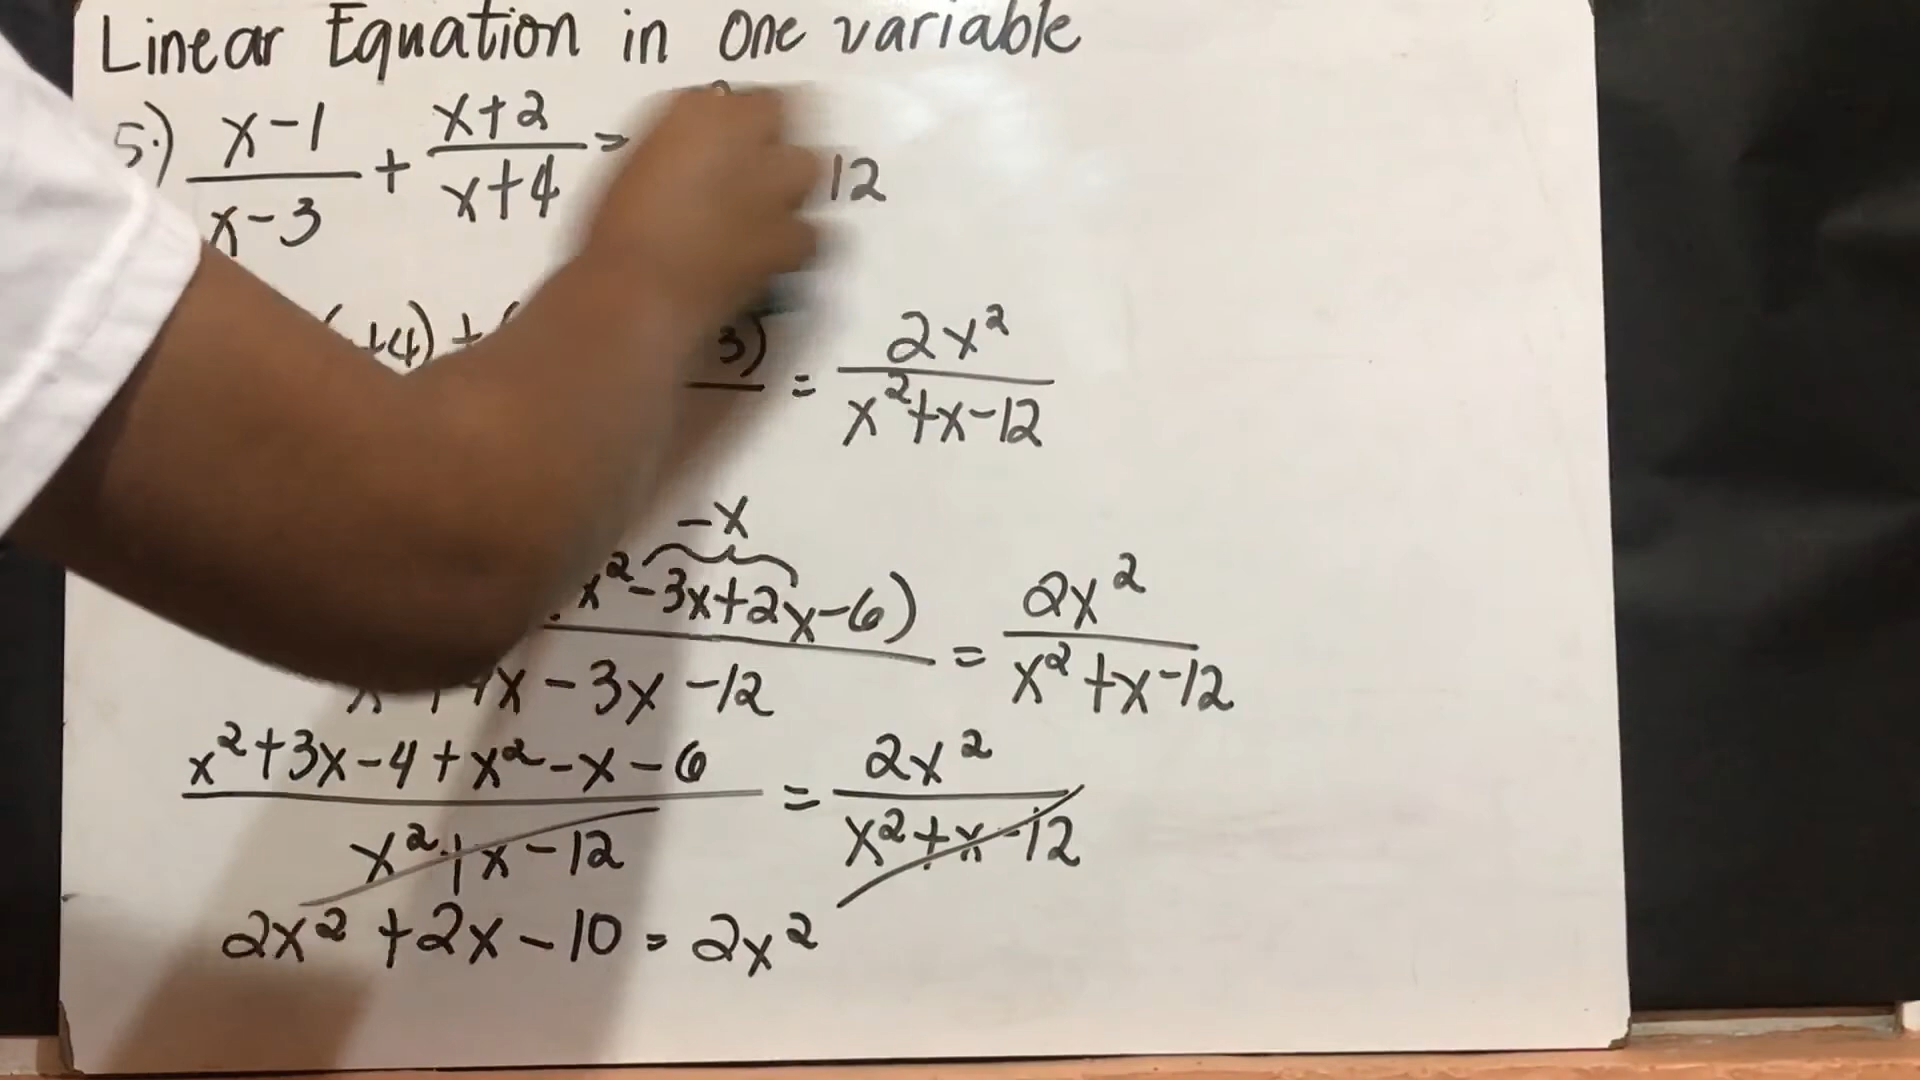 Linear Equation in one variable
5.) x-1/x-3 + x+2/x+4 = 12
+4) + ( 3) = 2x²/x²+x-12
-x
x²-3x+2x-6) / 4x-3x-12 = 2x²/x²+x-12
x²+3x-4+x²-x-6 / x²+x-12 = 2x²/x²+x-12
2x²+2x-10 = 2x²